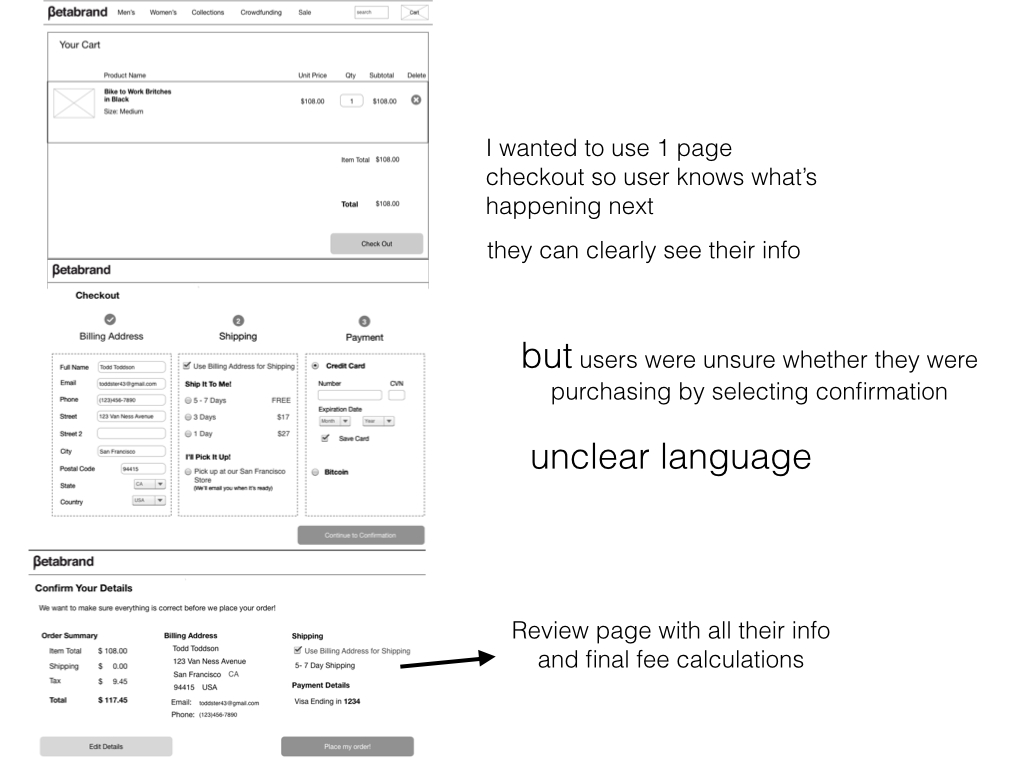 βetabrand Men's Women's Collections Crowdfunding Sale search Cart
Your Cart
Product Name Unit Price Qty Subtotal Delete
Bike to Work Britches
in Black
Size: Medium
$108.00 1 $108.00
Item Total $108.00
Total $108.00
Check Out
I wanted to use 1 page
checkout so user knows what's
happening next
they can clearly see their info
βetabrand
Checkout
2 3
Billing Address Shipping Payment
Full Name Todd Toddson
Email toddster43@gmail.com
Phone (123)456-7890
Street 123 Van Ness Avenue
Street 2
City San Francisco
Postal Code 94415
State CA
Country USA
Use Billing Address for Shipping
Ship It To Me!
5 - 7 Days FREE
3 Days $17
1 Day $27
I'll Pick It Up!
Pick up at our San Francisco
Store
(We'll email you when it's ready)
Credit Card
Number CVN
Expiration Date
Month Year
Save Card
Bitcoin
Continue to Confirmation
but users were unsure whether they were
purchasing by selecting confirmation
unclear language
βetabrand
Confirm Your Details
We want to make sure everything is correct before we place your order!
Order Summary
Item Total $ 108.00
Shipping $ 0.00
Tax $ 9.45
Total $ 117.45
Billing Address
Todd Toddson
123 Van Ness Avenue
San Francisco CA
94415 USA
Email: toddster43@gmail.com
Phone: (123)456-7890
Shipping
Use Billing Address for Shipping
5- 7 Day Shipping
Payment Details
Visa Ending in 1234
Edit Details
Place my order!
Review page with all their info
and final fee calculations